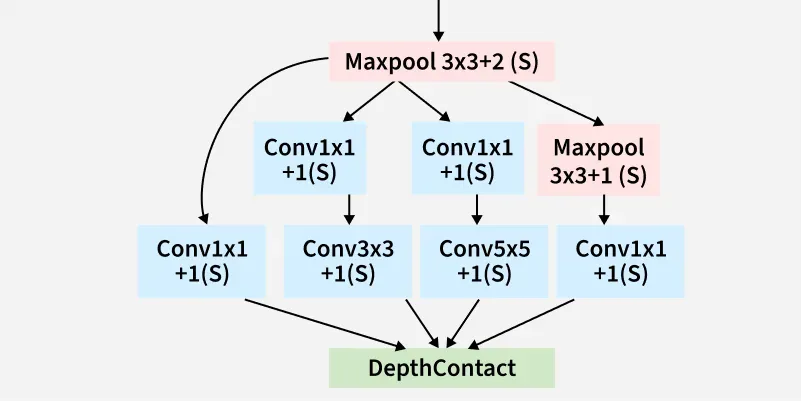 Maxpool 3x3+2 (S)
Conv1x1
+1(S)
Conv1x1
+1(S)
Maxpool
3x3+1 (S)
Conv1x1
+1(S)
Conv3x3
+1(S)
Conv5x5
+1(S)
Conv1x1
+1(S)
DepthContact